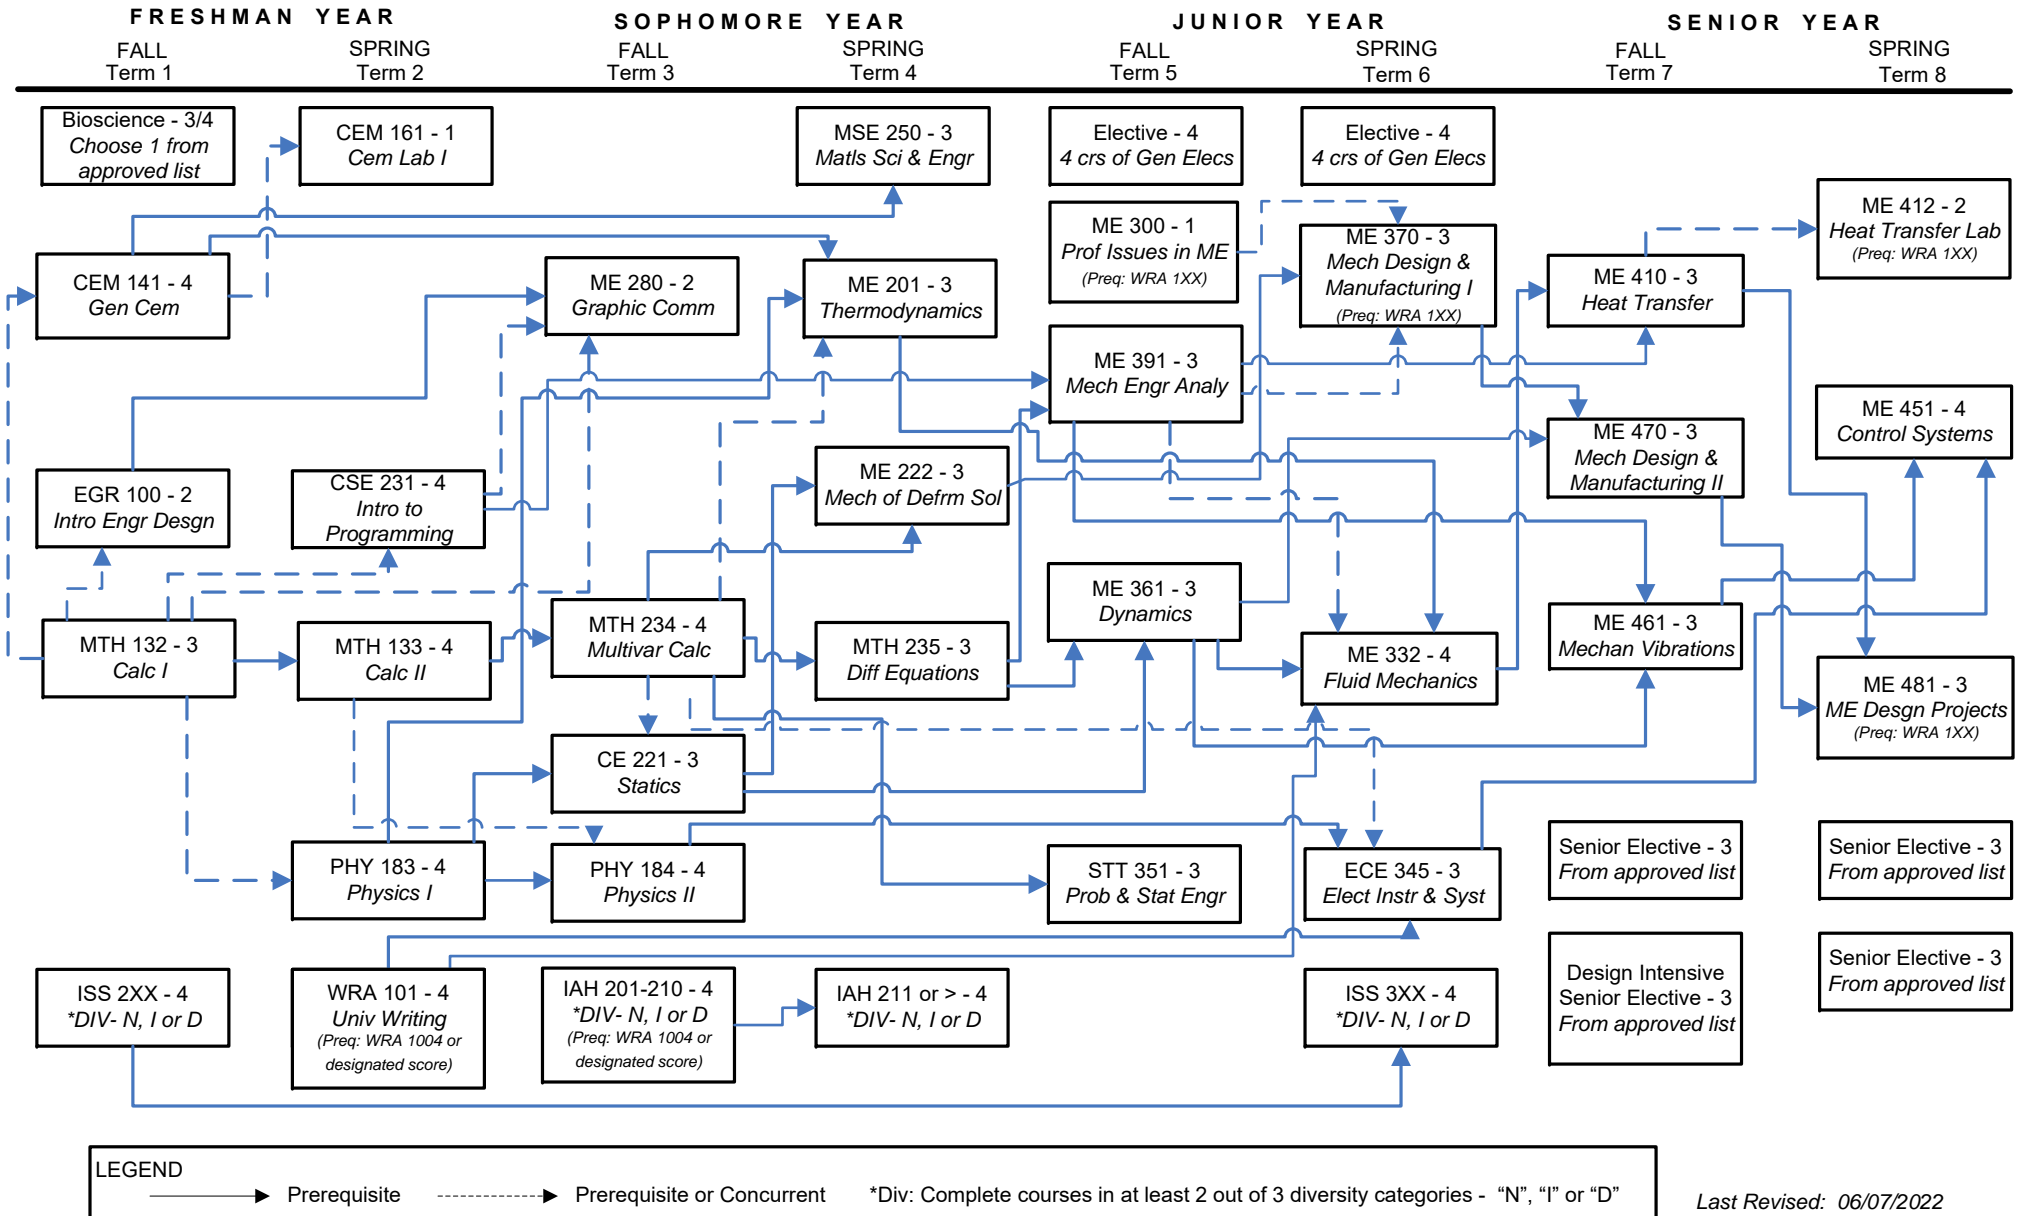 FRESHMAN YEAR
SOPHOMORE YEAR
JUNIOR YEAR
SENIOR YEAR
FALL
Term 1
SPRING
Term 2
FALL
Term 3
SPRING
Term 4
FALL
Term 5
SPRING
Term 6
FALL
Term 7
SPRING
Term 8
Bioscience - 3/4
Choose 1 from
approved list
CEM 141 - 4
Gen Cem
EGR 100 - 2
Intro Engr Desgn
MTH 132 - 3
Calc I
ISS 2XX - 4
*DIV- N, I or D
CEM 161 - 1
Cem Lab I
CSE 231 - 4
Intro to
Programming
MTH 133 - 4
Calc II
PHY 183 - 4
Physics I
WRA 101 - 4
Univ Writing
(Preq: WRA 1004 or
designated score)
ME 280 - 2
Graphic Comm
MTH 234 - 4
Multivar Calc
CE 221 - 3
Statics
PHY 184 - 4
Physics II
IAH 201-210 - 4
*DIV- N, I or D
(Preq: WRA 1004 or
designated score)
MSE 250 - 3
Matls Sci & Engr
ME 201 - 3
Thermodynamics
ME 222 - 3
Mech of Defrm Sol
MTH 235 - 3
Diff Equations
IAH 211 or > - 4
*DIV- N, I or D
Elective - 4
4 crs of Gen Elecs
ME 300 - 1
Prof Issues in ME
(Preq: WRA 1XX)
ME 391 - 3
Mech Engr Analy
ME 361 - 3
Dynamics
STT 351 - 3
Prob & Stat Engr
Elective - 4
4 crs of Gen Elecs
ME 370 - 3
Mech Design &
Manufacturing I
(Preq: WRA 1XX)
ME 332 - 4
Fluid Mechanics
ECE 345 - 3
Elect Instr & Syst
ISS 3XX - 4
*DIV- N, I or D
ME 410 - 3
Heat Transfer
ME 470 - 3
Mech Design &
Manufacturing II
ME 461 - 3
Mechan Vibrations
Senior Elective - 3
From approved list
Design Intensive
Senior Elective - 3
From approved list
ME 412 - 2
Heat Transfer Lab
(Preq: WRA 1XX)
ME 451 - 4
Control Systems
ME 481 - 3
ME Desgn Projects
(Preq: WRA 1XX)
Senior Elective - 3
From approved list
Senior Elective - 3
From approved list
LEGEND
Prerequisite
Prerequisite or Concurrent
*Div: Complete courses in at least 2 out of 3 diversity categories - “N”, “I” or “D”
Last Revised: 06/07/2022